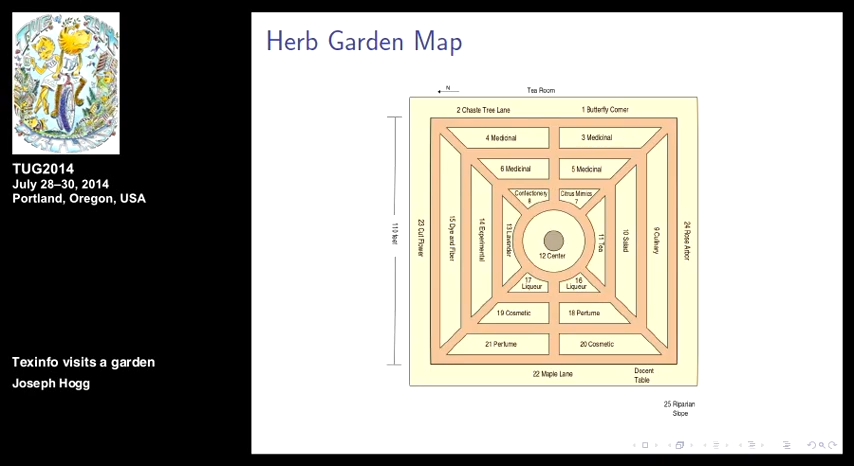 TUG2014
July 28–30, 2014
Portland, Oregon, USA
Texinfo visits a garden
Joseph Hogg
Herb Garden Map
N
Tea Room
2 Chaste Tree Lane
1 Butterfly Corner
4 Medicinal
3 Medicinal
6 Medicinal
5 Medicinal
Confectionery
8
Citrus Mimics
7
110 feet
23 Cut Flower
15 Dye and Fiber
14 Experimental
13 Lavender
12 Center
11 Tea
10 Salad
9 Culinary
24 Rose Arbor
17
Liqueur
16
Liqueur
19 Cosmetic
18 Perfume
21 Perfume
20 Cosmetic
22 Maple Lane
Docent
Table
25 Riparian
Slope